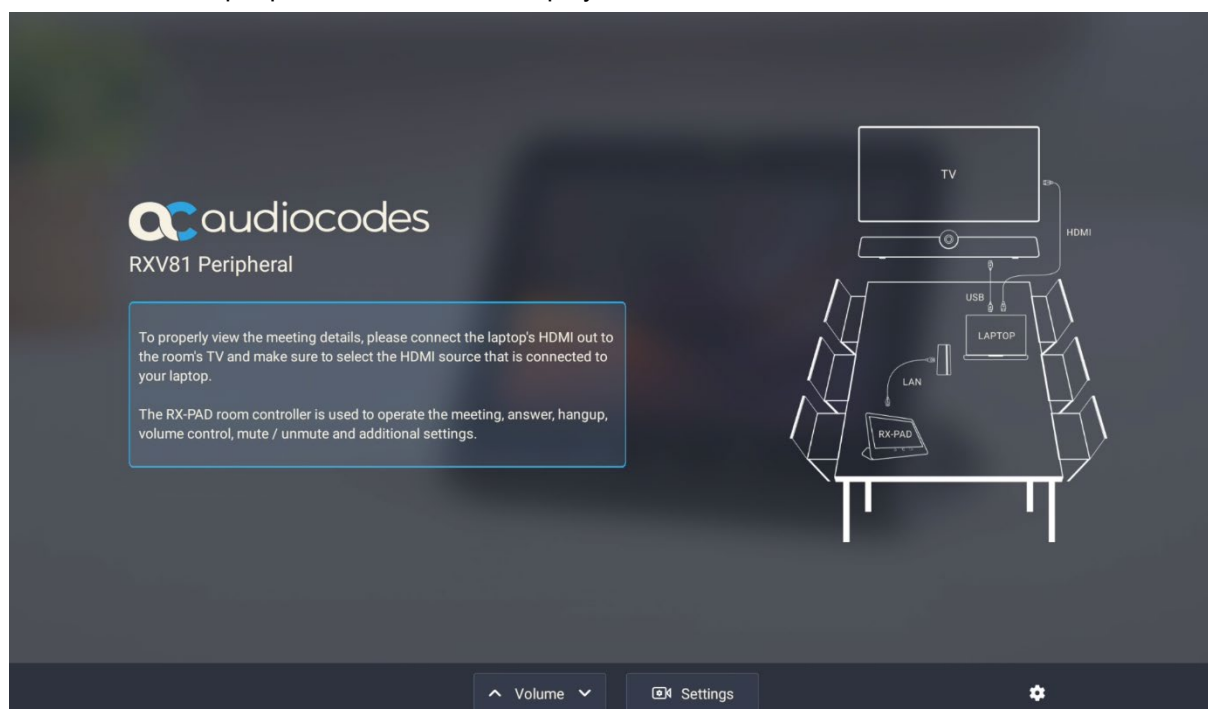 audiocodes
RXV81 Peripheral
To properly view the meeting details, please connect the laptop's HDMI out to
the room's TV and make sure to select the HDMI source that is connected to
your laptop.
The RX-PAD room controller is used to operate the meeting, answer, hangup,
volume control, mute / unmute and additional settings.
TV
HDMI
USB
LAPTOP
LAN
RX-PAD
Volume
Settings